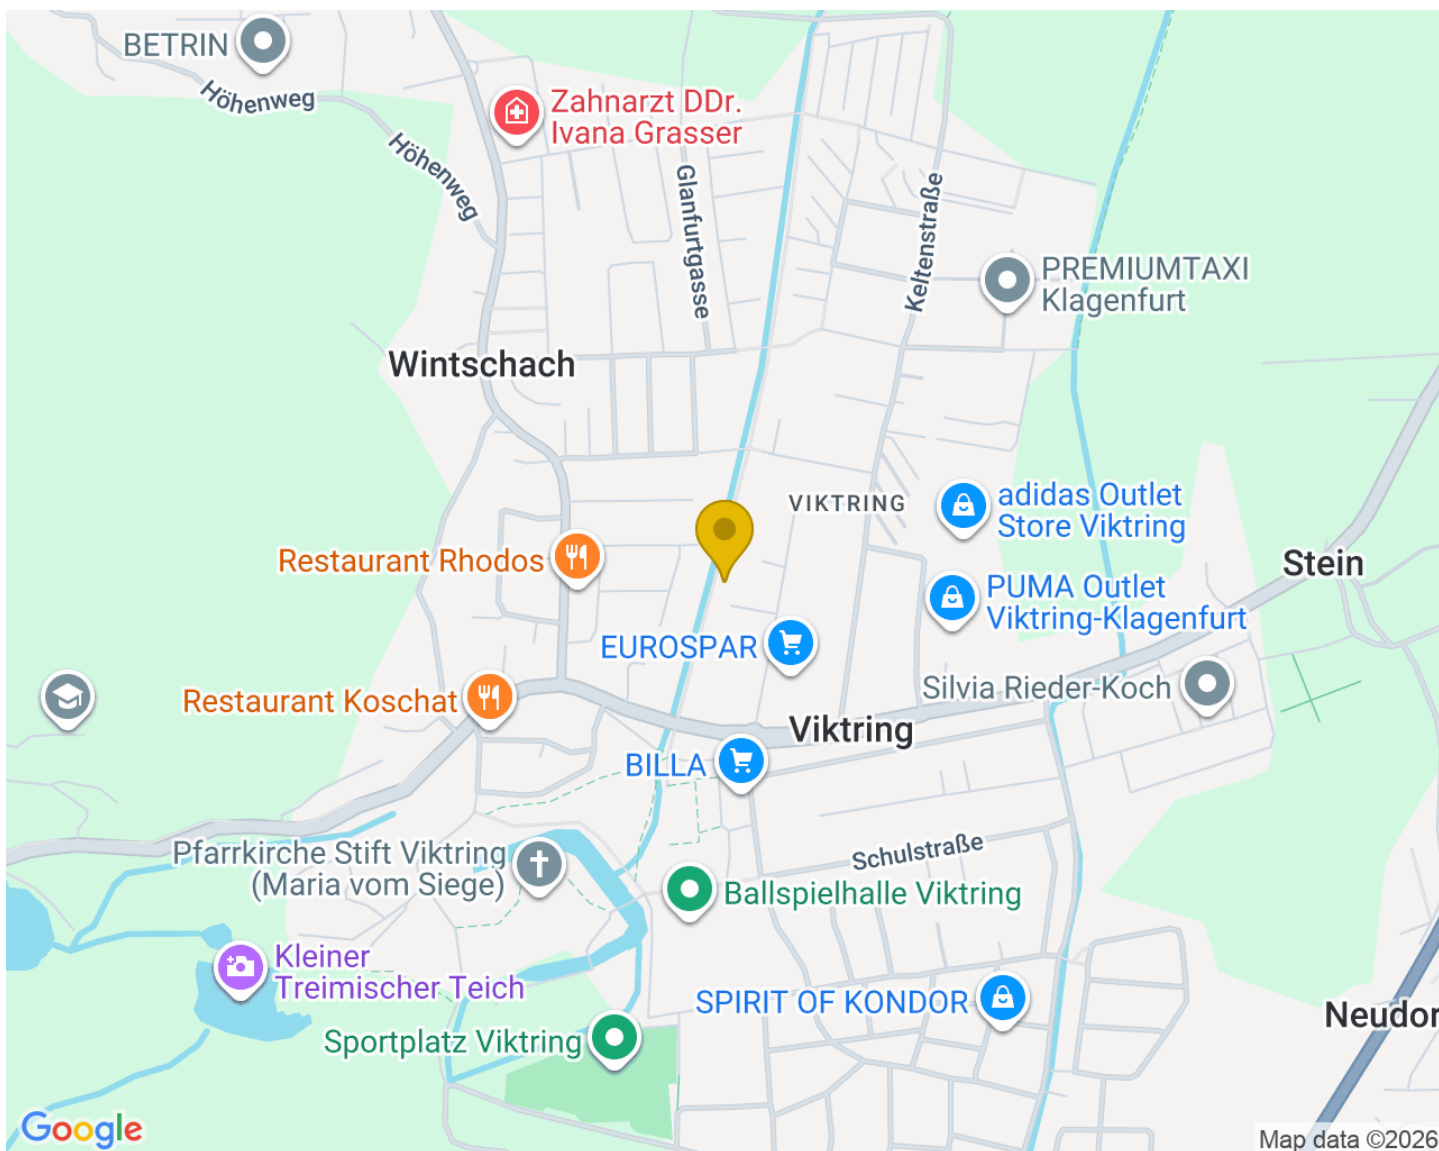 BETRIN
Höhenweg
Zahnarzt DDr.
Ivana Grasser
Höhenweg
Glanfurtgasse
Keltenstraße
PREMIUMTAXI
Klagenfurt
Wintschach
VIKTRING
adidas Outlet
Store Viktring
Restaurant Rhodos
Stein
PUMA Outlet
Viktring-Klagenfurt
EUROSPAR
Restaurant Koschat
Silvia Rieder-Koch
Viktring
BILLA
Pfarrkirche Stift Viktring
(Maria vom Siege)
Schulstraße
Ballspielhalle Viktring
Kleiner
Treimischer Teich
SPIRIT OF KONDOR
Neudor
Sportplatz Viktring
Google
Map data ©2026